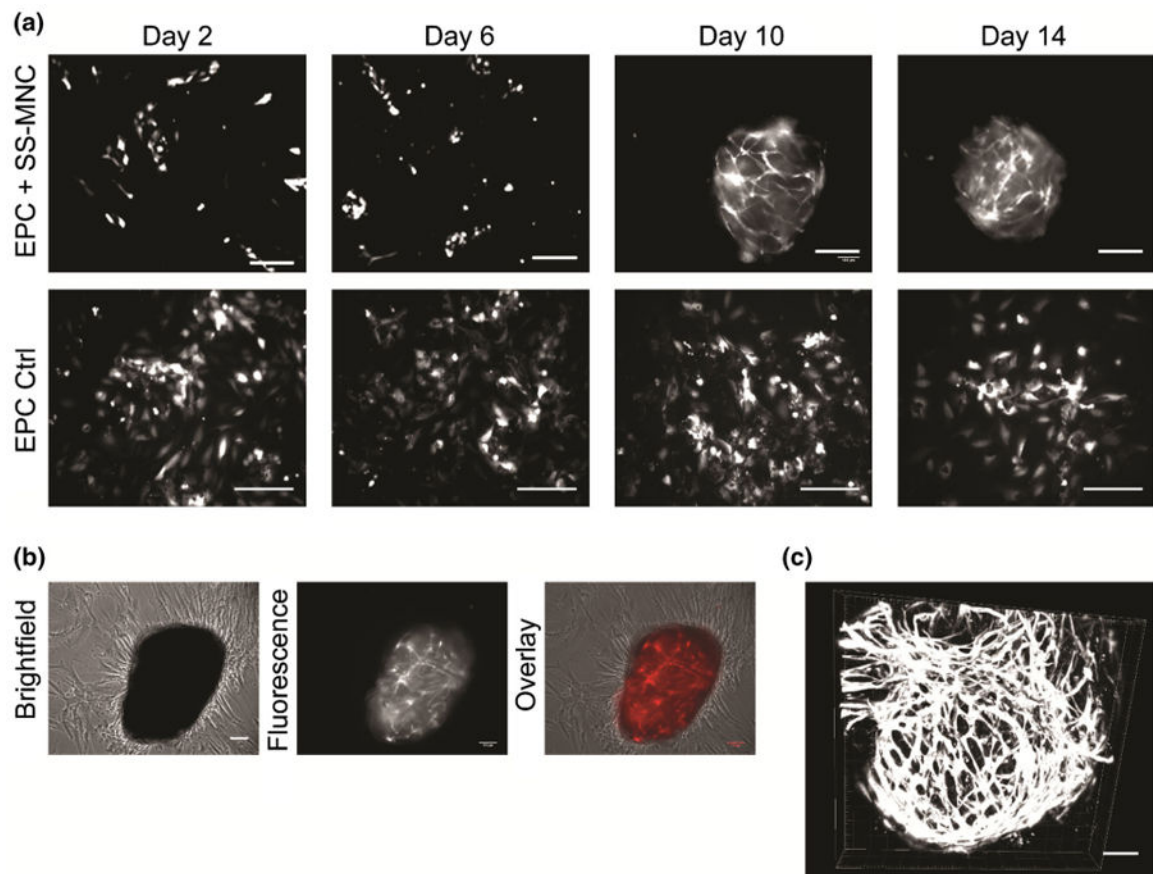 (a)
Day 2 Day 6 Day 10 Day 14
EPC + SS-MNC
EPC Ctrl
(b)
Brightfield
Fluorescence
Overlay
(c)